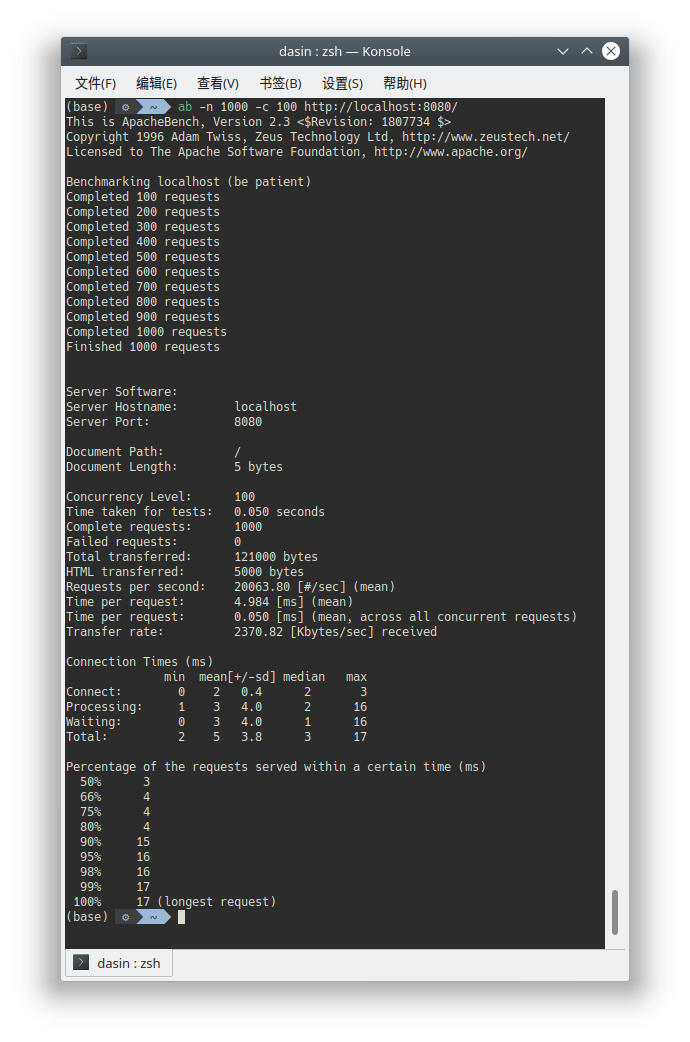 dasin : zsh — Konsole
文件(F) 编辑(E) 查看(V) 书签(B) 设置(S) 帮助(H)
(base) ⚙ ~ ab -n 1000 -c 100 http://localhost:8080/
This is ApacheBench, Version 2.3 <$Revision: 1807734 $>
Copyright 1996 Adam Twiss, Zeus Technology Ltd, http://www.zeustech.net/
Licensed to The Apache Software Foundation, http://www.apache.org/

Benchmarking localhost (be patient)
Completed 100 requests
Completed 200 requests
Completed 300 requests
Completed 400 requests
Completed 500 requests
Completed 600 requests
Completed 700 requests
Completed 800 requests
Completed 900 requests
Completed 1000 requests
Finished 1000 requests

Server Software:
Server Hostname:        localhost
Server Port:            8080

Document Path:          /
Document Length:        5 bytes

Concurrency Level:      100
Time taken for tests:   0.050 seconds
Complete requests:      1000
Failed requests:        0
Total transferred:      121000 bytes
HTML transferred:       5000 bytes
Requests per second:    20063.80 [#/sec] (mean)
Time per request:       4.984 [ms] (mean)
Time per request:       0.050 [ms] (mean, across all concurrent requests)
Transfer rate:          2370.82 [Kbytes/sec] received

Connection Times (ms)
              min  mean[+/-sd] median   max
Connect:        0    2   0.4      2       3
Processing:     1    3   4.0      2      16
Waiting:        0    3   4.0      1      16
Total:          2    5   3.8      3      17

Percentage of the requests served within a certain time (ms)
  50%      3
  66%      4
  75%      4
  80%      4
  90%     15
  95%     16
  98%     16
  99%     17
 100%     17 (longest request)
(base) ⚙ ~
dasin : zsh